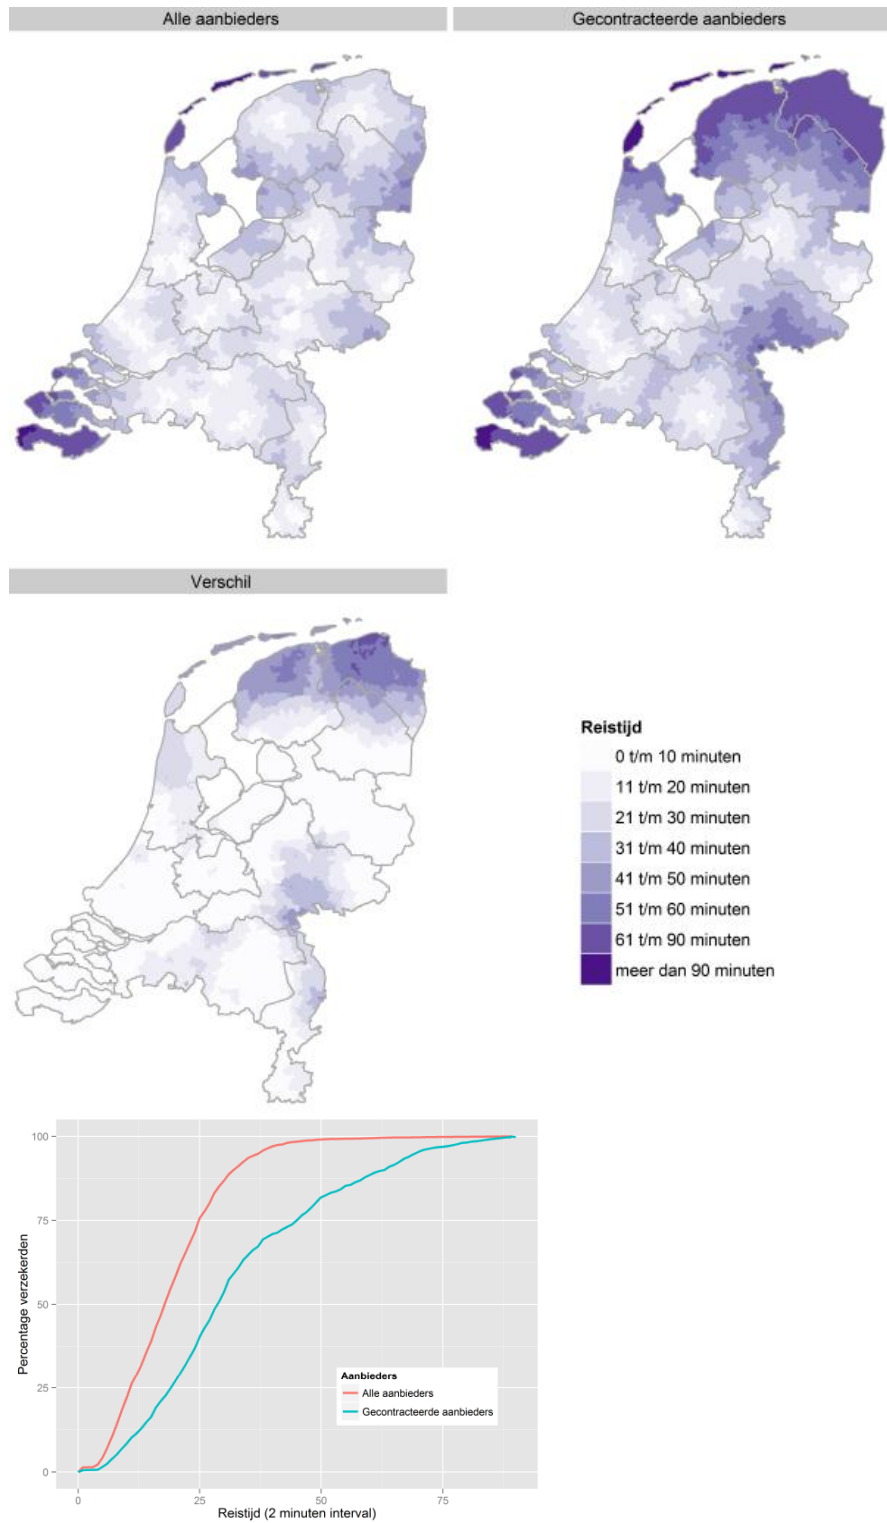 Alle aanbieders
Gecontracteerde aanbieders
Verschil
Reistijd
0 t/m 10 minuten
11 t/m 20 minuten
21 t/m 30 minuten
31 t/m 40 minuten
41 t/m 50 minuten
51 t/m 60 minuten
61 t/m 90 minuten
meer dan 90 minuten
Percentage verzekerden
100
75
50
25
0
Aanbieders
Alle aanbieders
Gecontracteerde aanbieders
0 25 50 75
Reistijd (2 minuten interval)